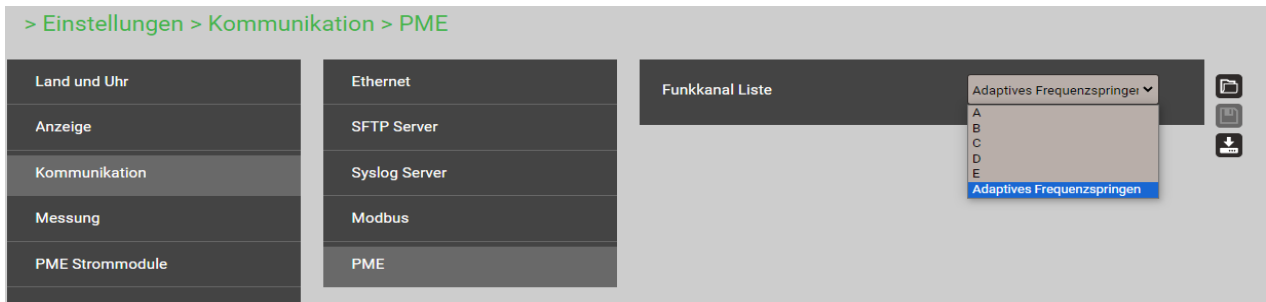 > Einstellungen > Kommunikation > PME
Land und Uhr
Anzeige
Kommunikation
Messung
PME Strommodule
Ethernet
SFTP Server
Syslog Server
Modbus
PME
Funkkanal Liste
Adaptives Frequenzspringen
A
B
C
D
E
Adaptives Frequenzspringen